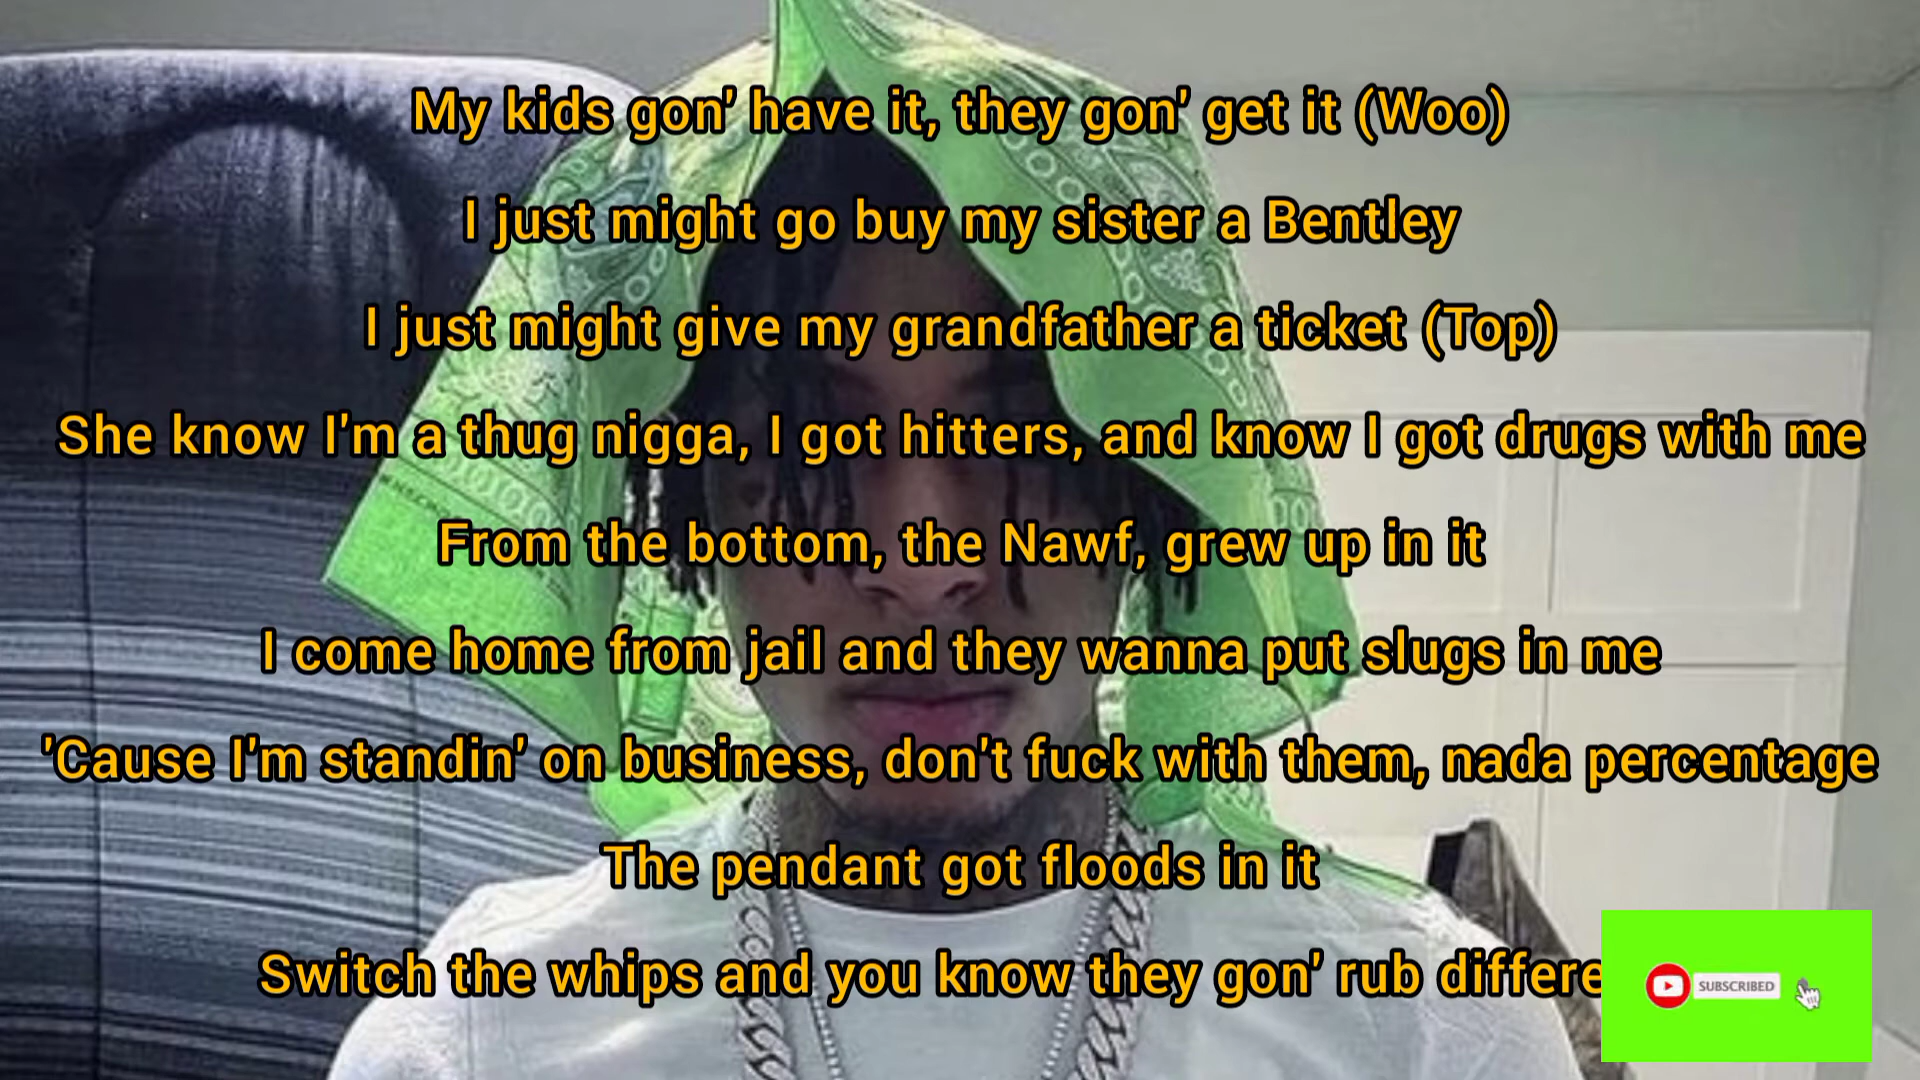 My kids gon' have it, they gon' get it (Woo)
I just might go buy my sister a Bentley
I just might give my grandfather a ticket (Top)
She know I'm a thug nigga, I got hitters, and know I got drugs with me
From the bottom, the Nawf, grew up in it
I come home from jail and they wanna put slugs in me
'Cause I'm standin' on business, don't fuck with them, nada percentage
The pendant got floods in it
Switch the whips and you know they gon' rub differe
SUBSCRIBED